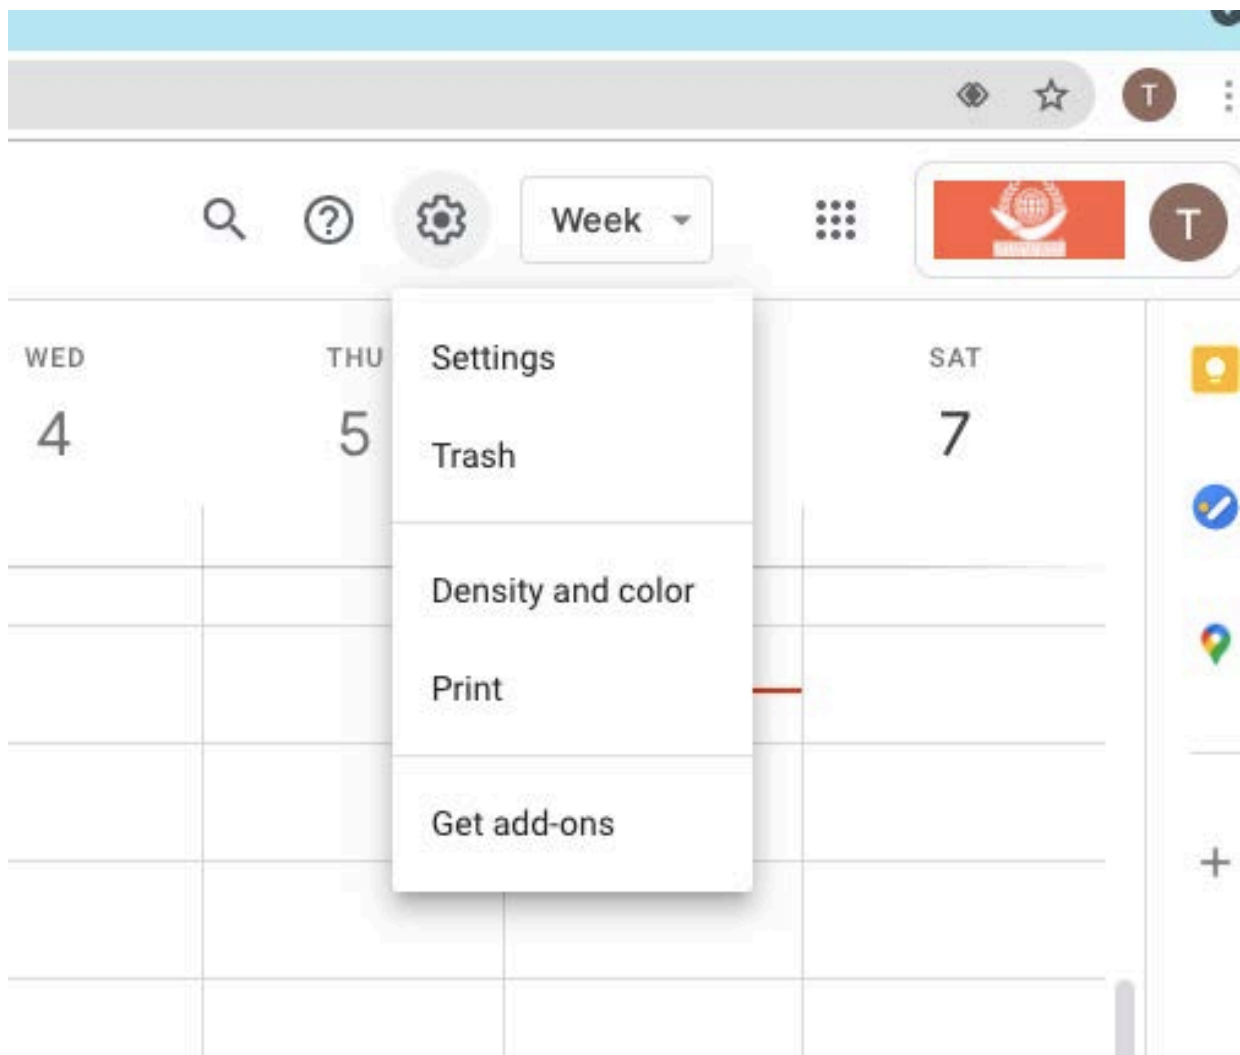 T
Week
T
WED
THU
SAT
4
5
7
Settings
Trash
Density and color
Print
Get add-ons